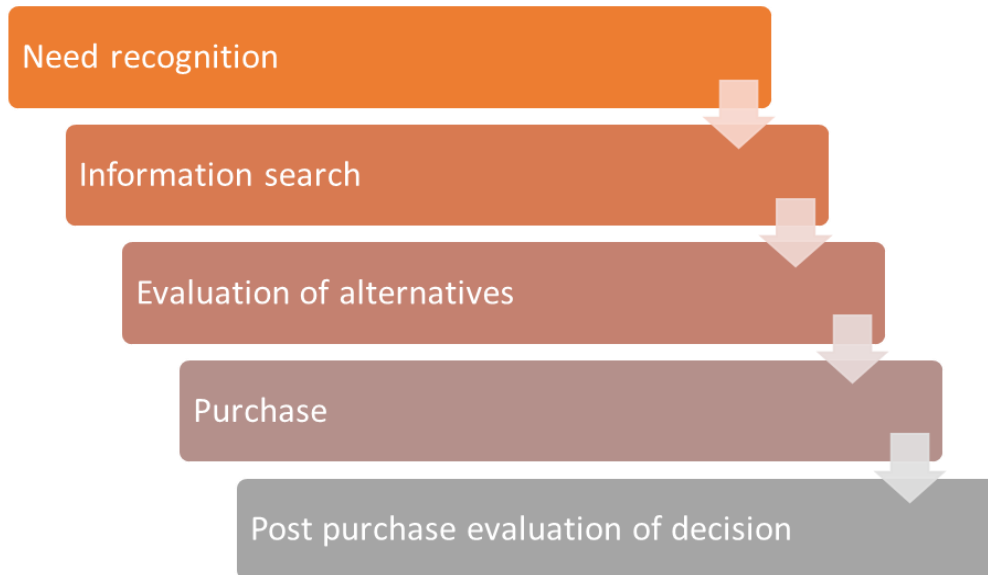 Need recognition
Information search
Evaluation of alternatives
Purchase
Post purchase evaluation of decision